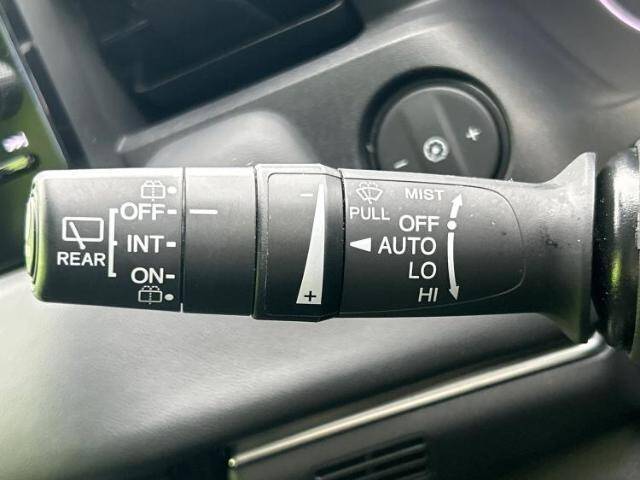 OFF
INT
REAR
ON
-
+
MIST
PULL
OFF
AUTO
LO
HI
- +